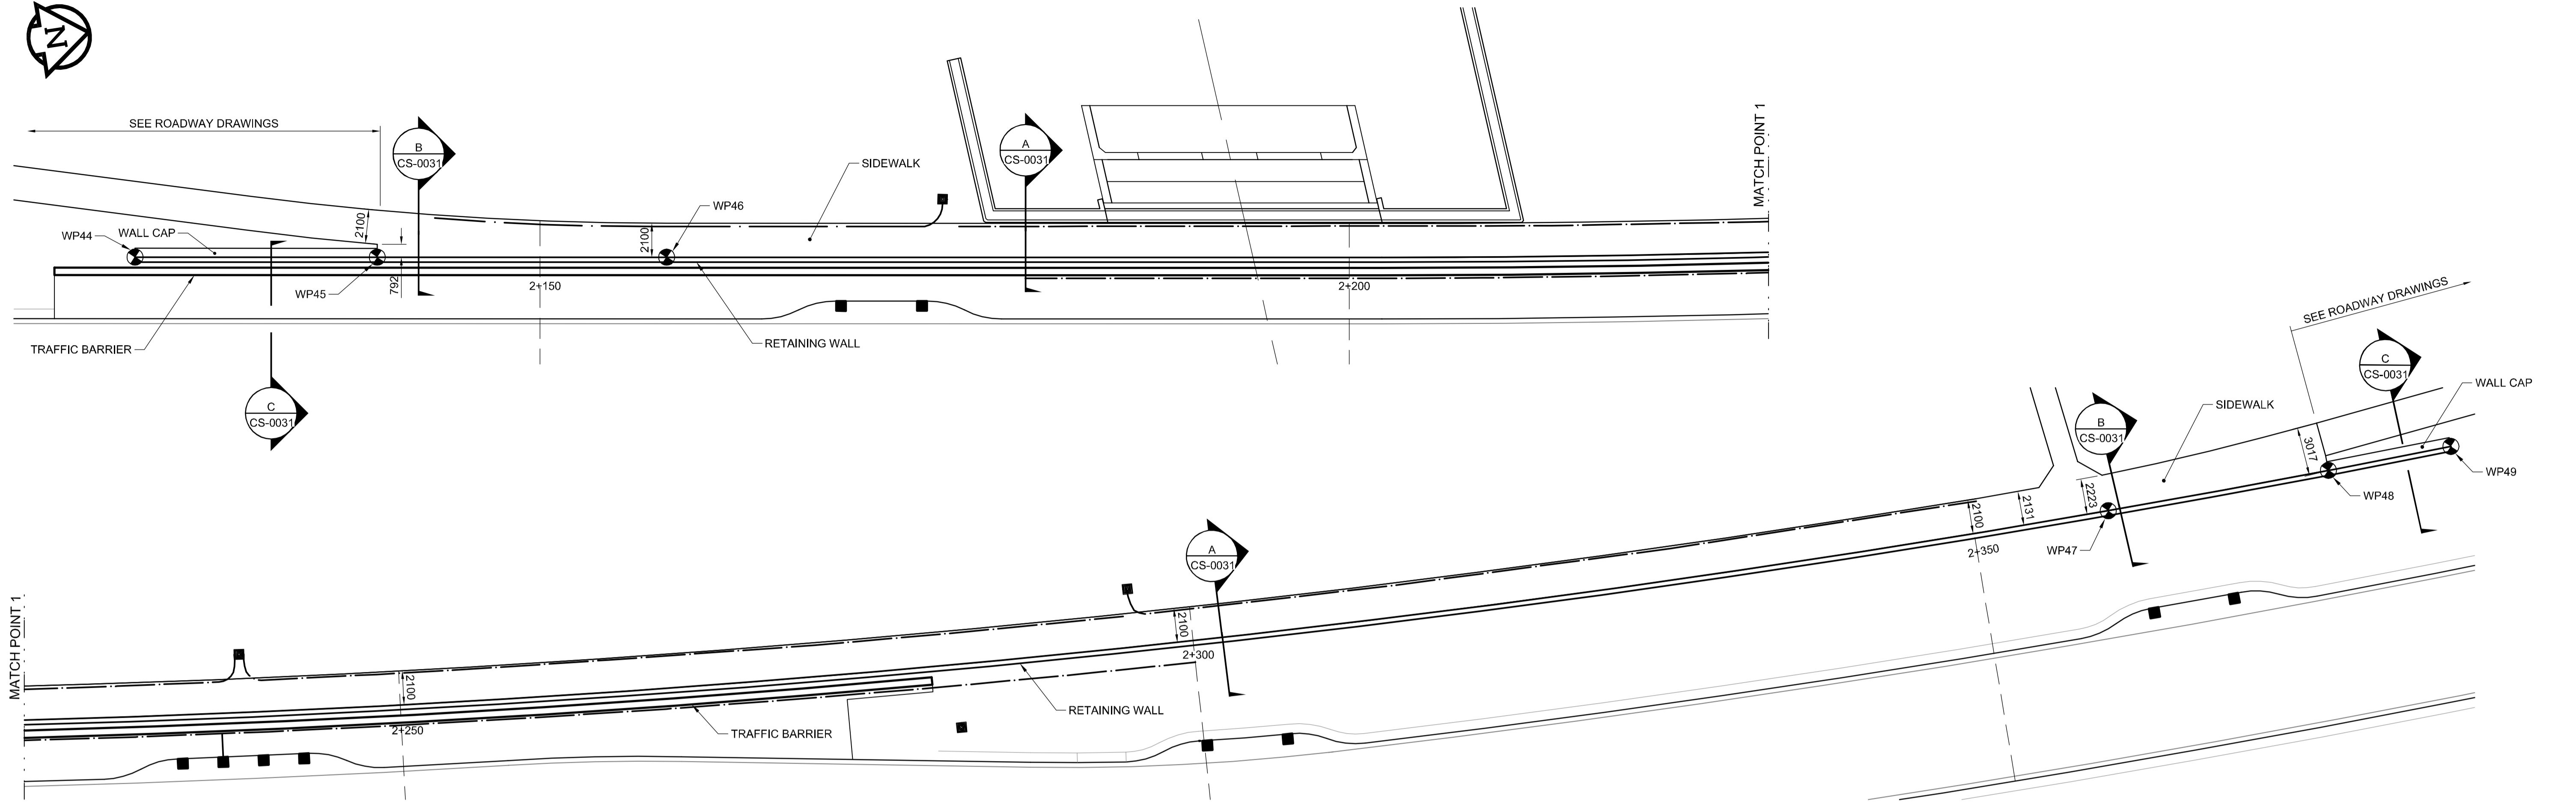 N
SEE ROADWAY DRAWINGS
B
CS-0031
A
CS-0031
MATCH POINT 1
SIDEWALK
WP46
WP44
WALL CAP
2100
2100
WP45
792
2+150
2+200
TRAFFIC BARRIER
RETAINING WALL
C
CS-0031
SEE ROADWAY DRAWINGS
C
CS-0031
WALL CAP
SIDEWALK
B
CS-0031
3017
WP49
WP48
2223
2131
2100
WP47
2+350
A
CS-0031
MATCH POINT 1
2100
2+300
2100
RETAINING WALL
2+250
TRAFFIC BARRIER